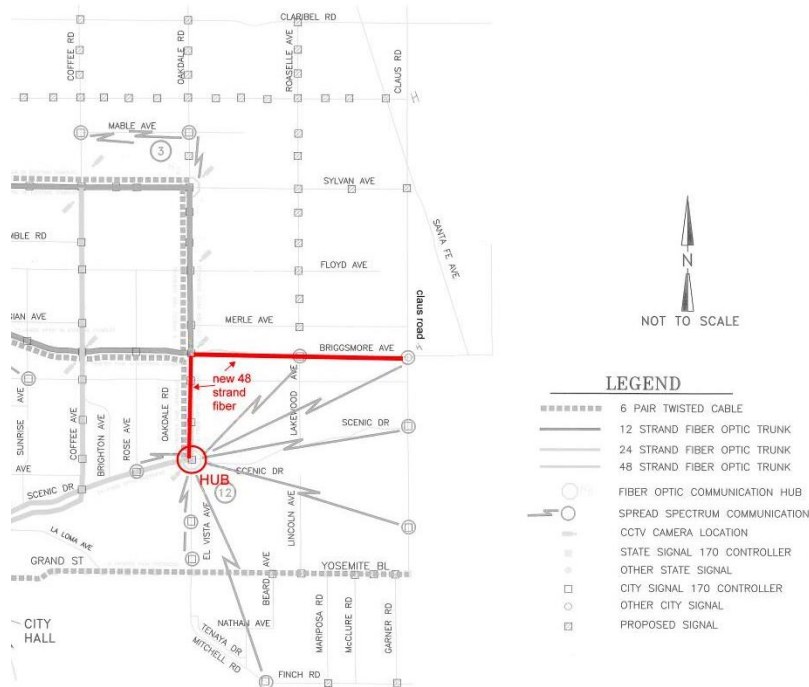 CLARIBEL RD
COFFEE RD
OAKDALE RD
ROASELLE AVE
CLAUS RD
MABLE AVE
3
SYLVAN AVE
SANTA FE AVE
MBLE RD
FLOYD AVE
claus road
N
NOT TO SCALE
IAN AVE
MERLE AVE
BRIGGSMORE AVE
new 48
strand
fiber
SUNRISE AVE
COFFEE AVE
BRIGHTON AVE
ROSE AVE
OAKDALE RD
LAKEWOOD AVE
SCENIC DR
AVE
HUB
SCENIC DR
12
SCENIC DR
LA LOMA AVE
EL VISTA AVE
LINCOLN AVE
GRAND ST
YOSEMITE BL
BEARD AVE
CITY
HALL
NATHAN AVE
TENAYA DR
MITCHELL RD
MARIPOSA RD
McCLURE RD
GARNER RD
FINCH RD
LEGEND
6 PAIR TWISTED CABLE
12 STRAND FIBER OPTIC TRUNK
24 STRAND FIBER OPTIC TRUNK
48 STRAND FIBER OPTIC TRUNK
FIBER OPTIC COMMUNICATION HUB
SPREAD SPECTRUM COMMUNICATION
CCTV CAMERA LOCATION
STATE SIGNAL 170 CONTROLLER
OTHER STATE SIGNAL
CITY SIGNAL 170 CONTROLLER
OTHER CITY SIGNAL
PROPOSED SIGNAL